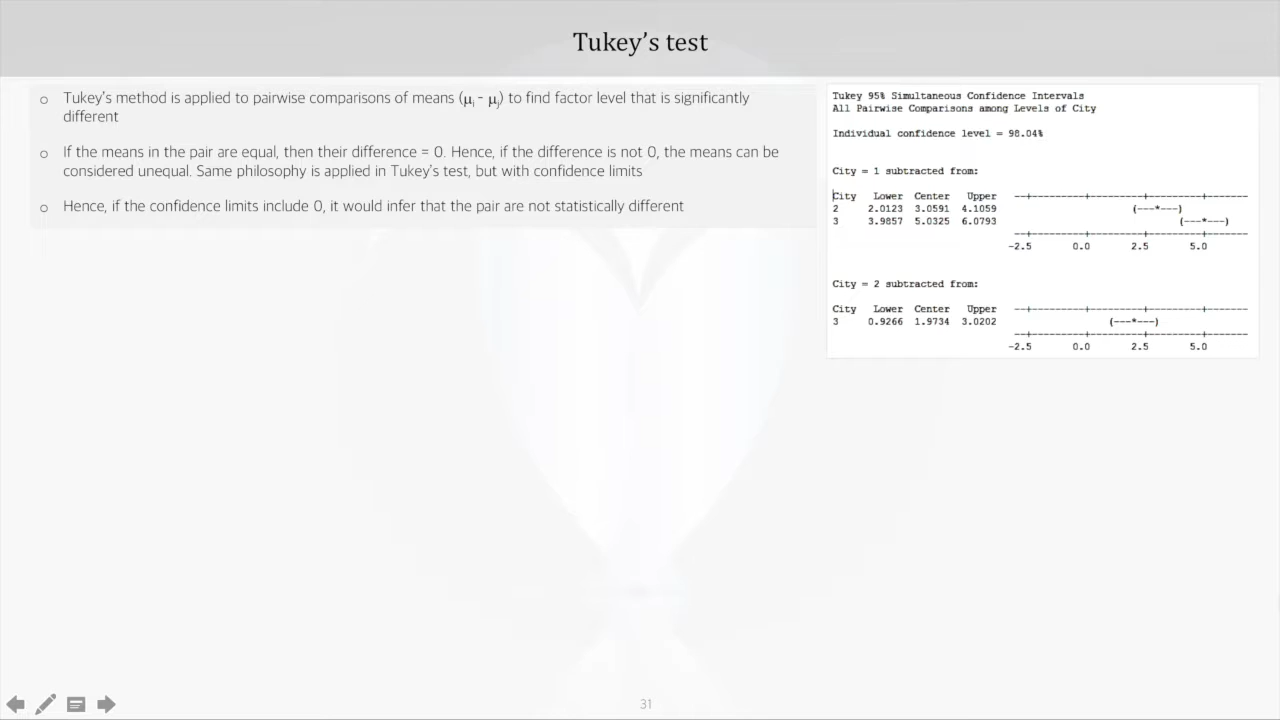 Tukey's test
o Tukey's method is applied to pairwise comparisons of means (μi - μj) to find factor level that is significantly
different
o If the means in the pair are equal, then their difference = 0. Hence, if the difference is not 0, the means can be
considered unequal. Same philosophy is applied in Tukey's test, but with confidence limits
o Hence, if the confidence limits include 0, it would infer that the pair are not statistically different
Tukey 95% Simultaneous Confidence Intervals
All Pairwise Comparisons among Levels of City
Individual confidence level = 98.04%
City = 1 subtracted from:
City Lower Center Upper --+---------+---------+---------+-------
2 2.0123 3.0591 4.1059 (---*---)
3 3.9857 5.0325 6.0793 (---*---)
--+---------+---------+---------+-------
-2.5 0.0 2.5 5.0
City = 2 subtracted from:
City Lower Center Upper --+---------+---------+---------+-------
3 0.9266 1.9734 3.0202 (---*---)
--+---------+---------+---------+-------
-2.5 0.0 2.5 5.0
31